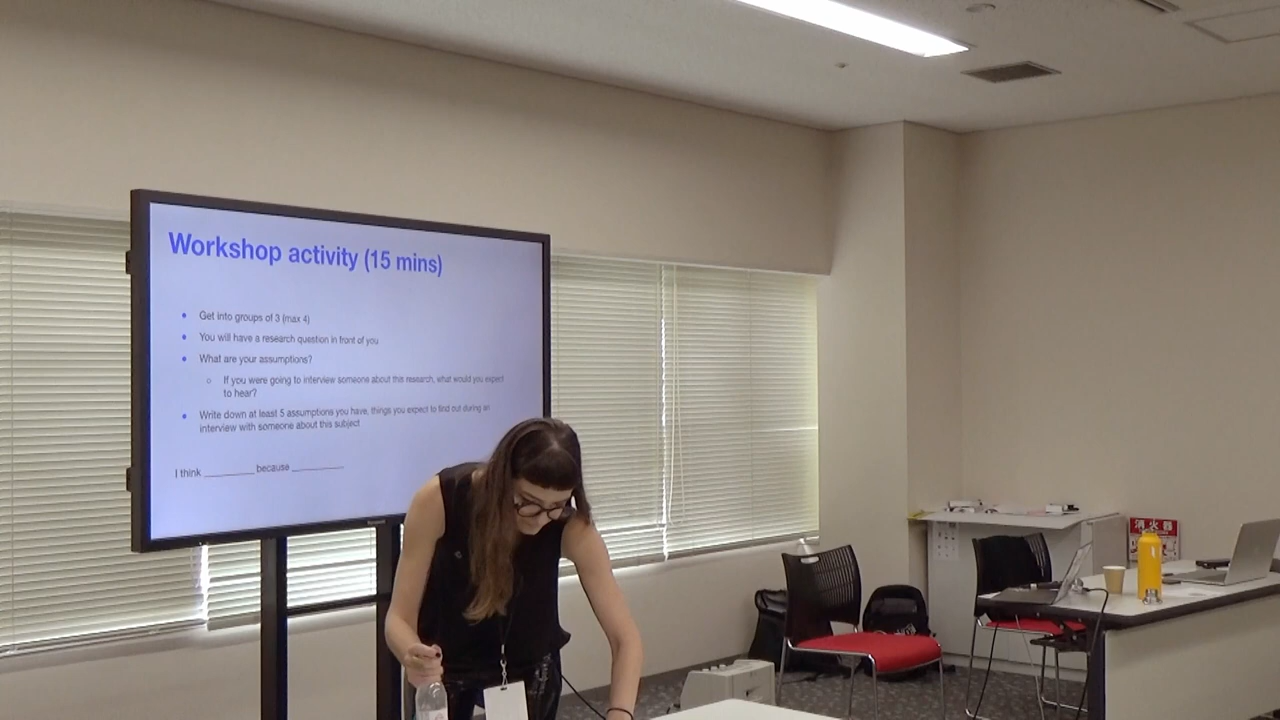 Workshop activity (15 mins)
Get into groups of 3 (max 4)
You will have a research question in front of you
What are your assumptions?
If you were going to interview someone about this research, what would you expect
to hear?
Write down at least 5 assumptions you have, things you expect to find out during an
interview with someone about this subject
I think ________ because ________
消火器